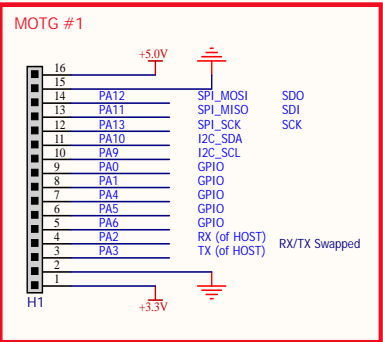 MOTG #1
+5.0V
16
15
14 PA12 SPI_MOSI SDO
13 PA11 SPI_MISO SDI
12 PA13 SPI_SCK SCK
11 PA10 I2C_SDA
10 PA9 I2C_SCL
9 PA0 GPIO
8 PA1 GPIO
7 PA4 GPIO
6 PA5 GPIO
5 PA6 GPIO
4 PA2 RX (of HOST) RX/TX Swapped
3 PA3 TX (of HOST)
2
1
H1
+3.3V